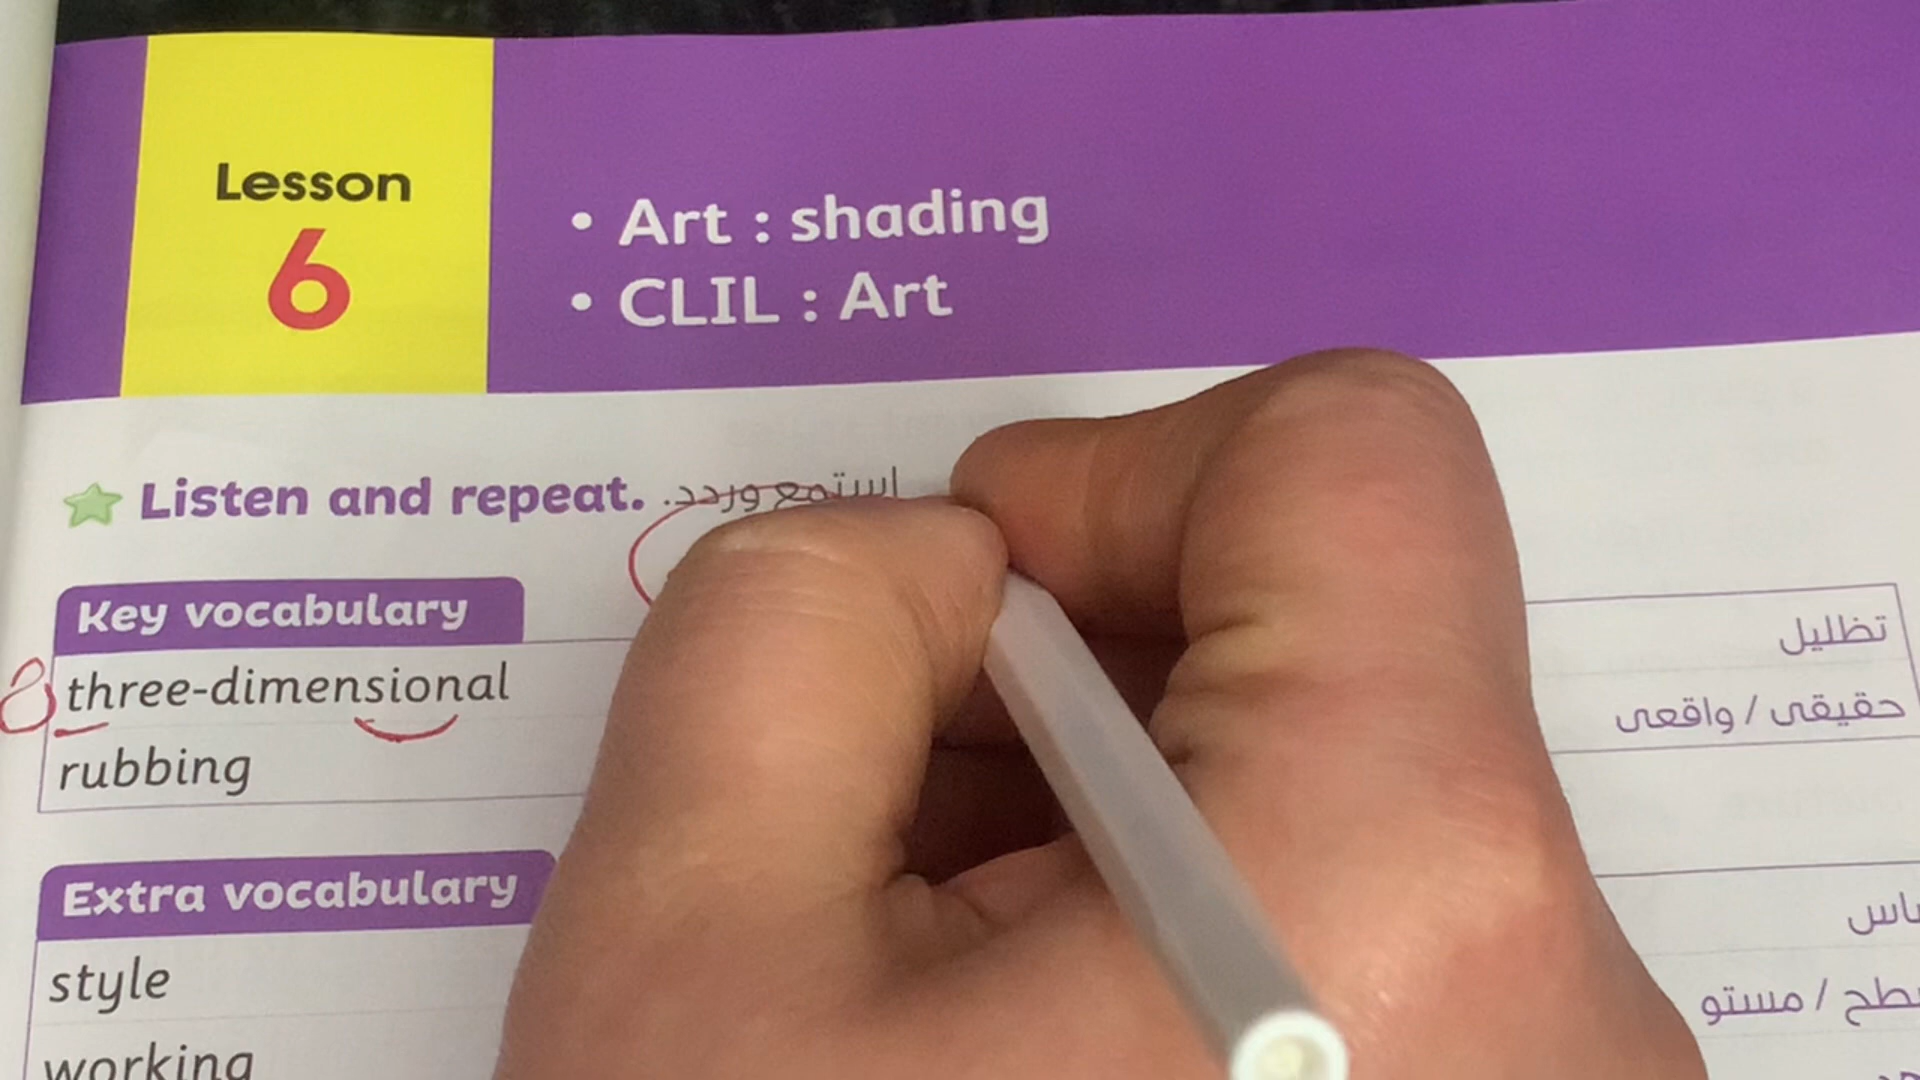 Lesson
6
• Art : shading
• CLIL : Art
Listen and repeat. استمع وردد.
Key vocabulary
three-dimensional
تظليل
rubbing
حقيقى / واقعى
Extra vocabulary
style
working